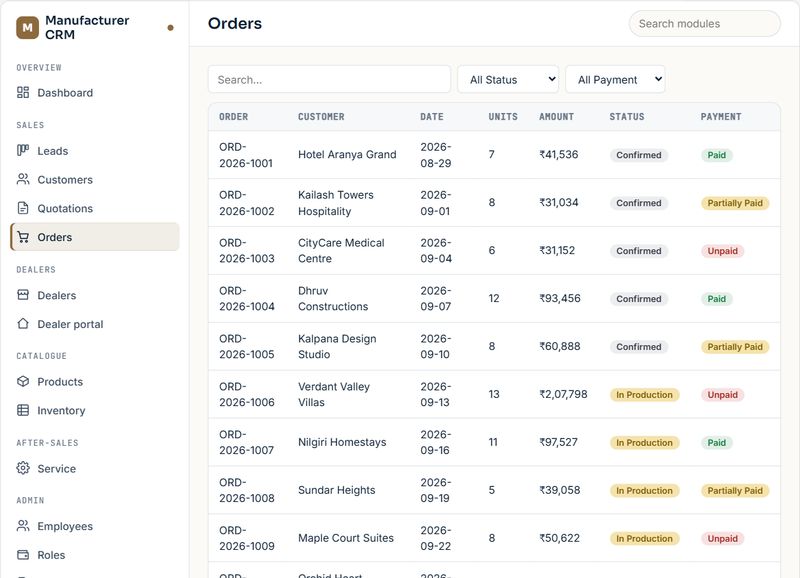 M
Manufacturer
CRM
OVERVIEW
Dashboard
SALES
Leads
Customers
Quotations
Orders
DEALERS
Dealers
Dealer portal
CATALOGUE
Products
Inventory
AFTER-SALES
Service
ADMIN
Employees
Roles
Orders
Search modules
Search...
All Status
All Payment
ORDER CUSTOMER DATE UNITS AMOUNT STATUS PAYMENT
ORD-
2026-1001
Hotel Aranya Grand
2026-
08-29
7
₹41,536
Confirmed
Paid
ORD-
2026-1002
Kailash Towers
Hospitality
2026-
09-01
8
₹31,034
Confirmed
Partially Paid
ORD-
2026-1003
CityCare Medical
Centre
2026-
09-04
6
₹31,152
Confirmed
Unpaid
ORD-
2026-1004
Dhruv
Constructions
2026-
09-07
12
₹93,456
Confirmed
Paid
ORD-
2026-1005
Kalpana Design
Studio
2026-
09-10
8
₹60,888
Confirmed
Partially Paid
ORD-
2026-1006
Verdant Valley
Villas
2026-
09-13
13
₹2,07,798
In Production
Unpaid
ORD-
2026-1007
Nilgiri Homestays
2026-
09-16
11
₹97,527
In Production
Paid
ORD-
2026-1008
Sundar Heights
2026-
09-19
5
₹39,058
In Production
Partially Paid
ORD-
2026-1009
Maple Court Suites
2026-
09-22
8
₹50,622
In Production
Unpaid
ORD-
Orchid Heart
2026-